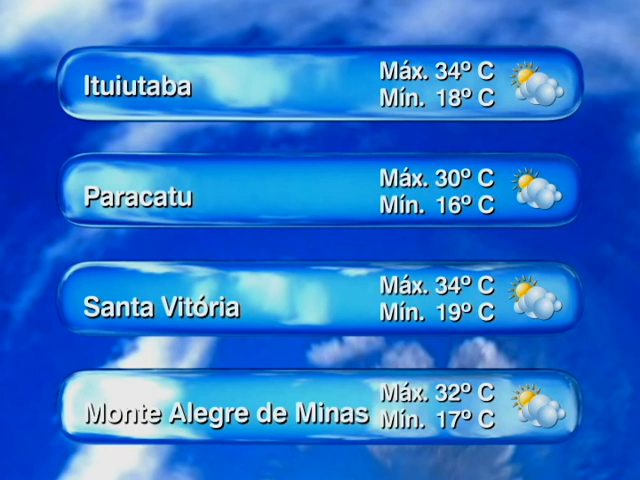 Ituiutaba
Máx. 34º C
Mín. 18º C
Paracatu
Máx. 30º C
Mín. 16º C
Santa Vitória
Máx. 34º C
Mín. 19º C
Monte Alegre de Minas
Máx. 32º C
Mín. 17º C